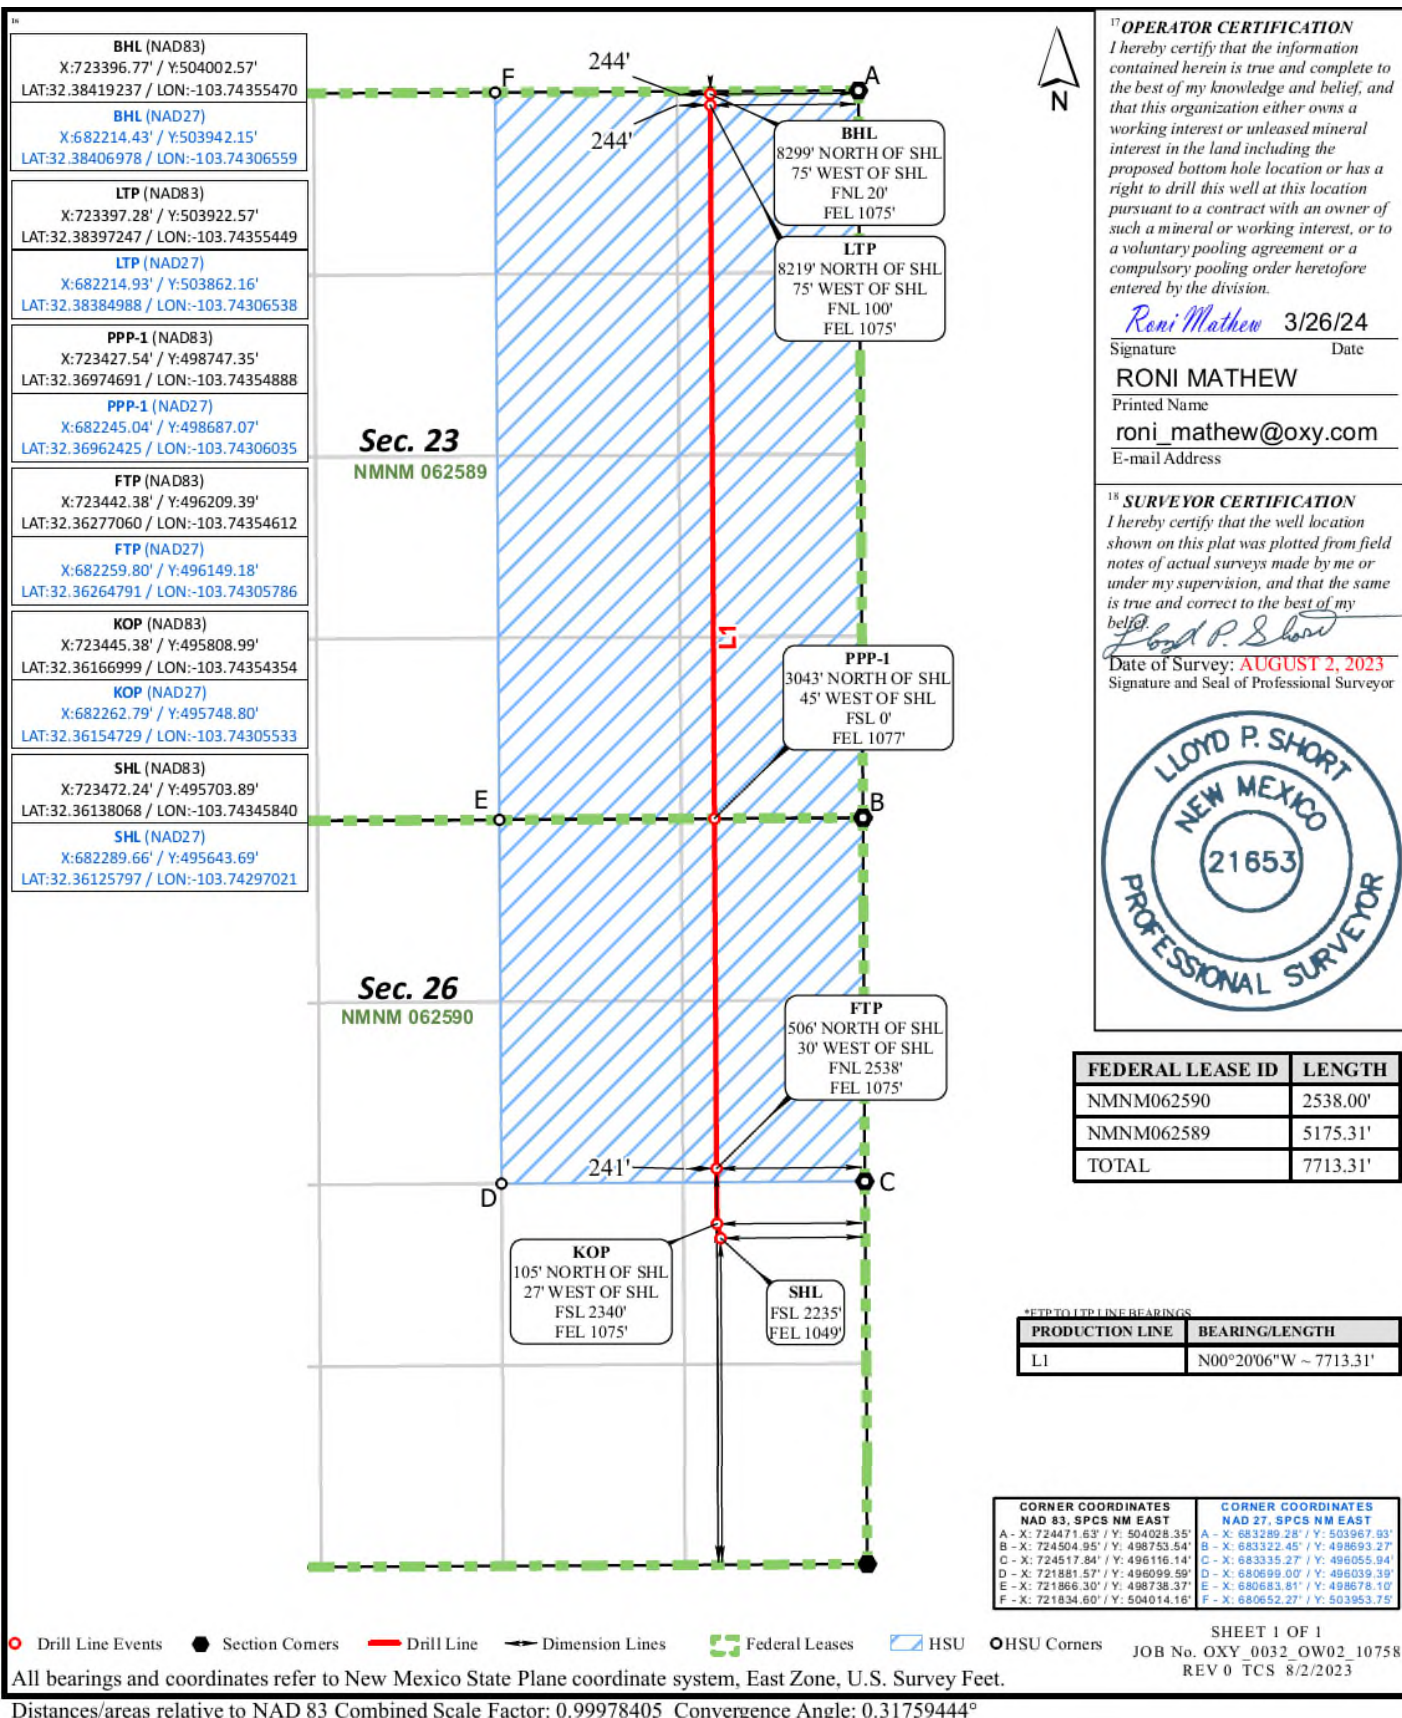 16
BHL (NAD83)
X:723396.77' / Y:504002.57'
LAT:32.38419237 / LON:-103.74355470
BHL (NAD27)
X:682214.43' / Y:503942.15'
LAT:32.38406978 / LON:-103.74306559
LTP (NAD83)
X:723397.28' / Y:503922.57'
LAT:32.38397247 / LON:-103.74355449
LTP (NAD27)
X:682214.93' / Y:503862.16'
LAT:32.38384988 / LON:-103.74306538
PPP-1 (NAD83)
X:723427.54' / Y:498747.35'
LAT:32.36974691 / LON:-103.74354888
PPP-1 (NAD27)
X:682245.04' / Y:498687.07'
LAT:32.36962425 / LON:-103.74306035
FTP (NAD83)
X:723442.38' / Y:496209.39'
LAT:32.36277060 / LON:-103.74354612
FTP (NAD27)
X:682259.80' / Y:496149.18'
LAT:32.36264791 / LON:-103.74305786
KOP (NAD83)
X:723445.38' / Y:495808.99'
LAT:32.36166999 / LON:-103.74354354
KOP (NAD27)
X:682262.79' / Y:495748.80'
LAT:32.36154729 / LON:-103.74305533
SHL (NAD83)
X:723472.24' / Y:495703.89'
LAT:32.36138068 / LON:-103.74345840
SHL (NAD27)
X:682289.66' / Y:495643.69'
LAT:32.36125797 / LON:-103.74297021
F
244'
A
N
244'
BHL
8299' NORTH OF SHL
75' WEST OF SHL
FNL 20'
FEL 1075'
LTP
8219' NORTH OF SHL
75' WEST OF SHL
FNL 100'
FEL 1075'
Sec. 23
NMNM 062589
L1
PPP-1
3043' NORTH OF SHL
45' WEST OF SHL
FSL 0'
FEL 1077'
E
B
Sec. 26
NMNM 062590
FTP
506' NORTH OF SHL
30' WEST OF SHL
FNL 2538'
FEL 1075'
241'
D
C
KOP
105' NORTH OF SHL
27' WEST OF SHL
FSL 2340'
FEL 1075'
SHL
FSL 2235'
FEL 1049'
17 OPERATOR CERTIFICATION
I hereby certify that the information
contained herein is true and complete to
the best of my knowledge and belief, and
that this organization either owns a
working interest or unleased mineral
interest in the land including the
proposed bottom hole location or has a
right to drill this well at this location
pursuant to a contract with an owner of
such a mineral or working interest, or to
a voluntary pooling agreement or a
compulsory pooling order heretofore
entered by the division.
Roni Mathew 3/26/24
Signature Date
RONI MATHEW
Printed Name
roni_mathew@oxy.com
E-mail Address
18 SURVEYOR CERTIFICATION
I hereby certify that the well location
shown on this plat was plotted from field
notes of actual surveys made by me or
under my supervision, and that the same
is true and correct to the best of my
belief.
Lloyd P. Short
Date of Survey: AUGUST 2, 2023
Signature and Seal of Professional Surveyor
LLOYD P. SHORT
NEW MEXICO
21653
PROFESSIONAL SURVEYOR
FEDERAL LEASE ID LENGTH
NMNM062590 2538.00'
NMNM062589 5175.31'
TOTAL 7713.31'
*FTP TO LTP LINE BEARINGS
PRODUCTION LINE BEARING/LENGTH
L1 N00°20'06"W ~ 7713.31'
CORNER COORDINATES
NAD 83, SPCS NM EAST
A - X: 724471.63' / Y: 504028.35'
B - X: 724504.95' / Y: 498753.54'
C - X: 724517.84' / Y: 496116.14'
D - X: 721881.57' / Y: 496099.59'
E - X: 721866.30' / Y: 498738.37'
F - X: 721834.60' / Y: 504014.16'
CORNER COORDINATES
NAD 27, SPCS NM EAST
A - X: 683289.28' / Y: 503967.93'
B - X: 683322.45' / Y: 498693.27'
C - X: 683335.27' / Y: 496055.94'
D - X: 680699.00' / Y: 496039.39'
E - X: 680683.81' / Y: 498678.10'
F - X: 680652.27' / Y: 503953.75'
Drill Line Events Section Corners Drill Line Dimension Lines Federal Leases HSU HSU Corners
SHEET 1 OF 1
JOB No. OXY_0032_OW02_10758
REV 0 TCS 8/2/2023
All bearings and coordinates refer to New Mexico State Plane coordinate system, East Zone, U.S. Survey Feet.
Distances/areas relative to NAD 83 Combined Scale Factor: 0.99978405 Convergence Angle: 0.31759444°